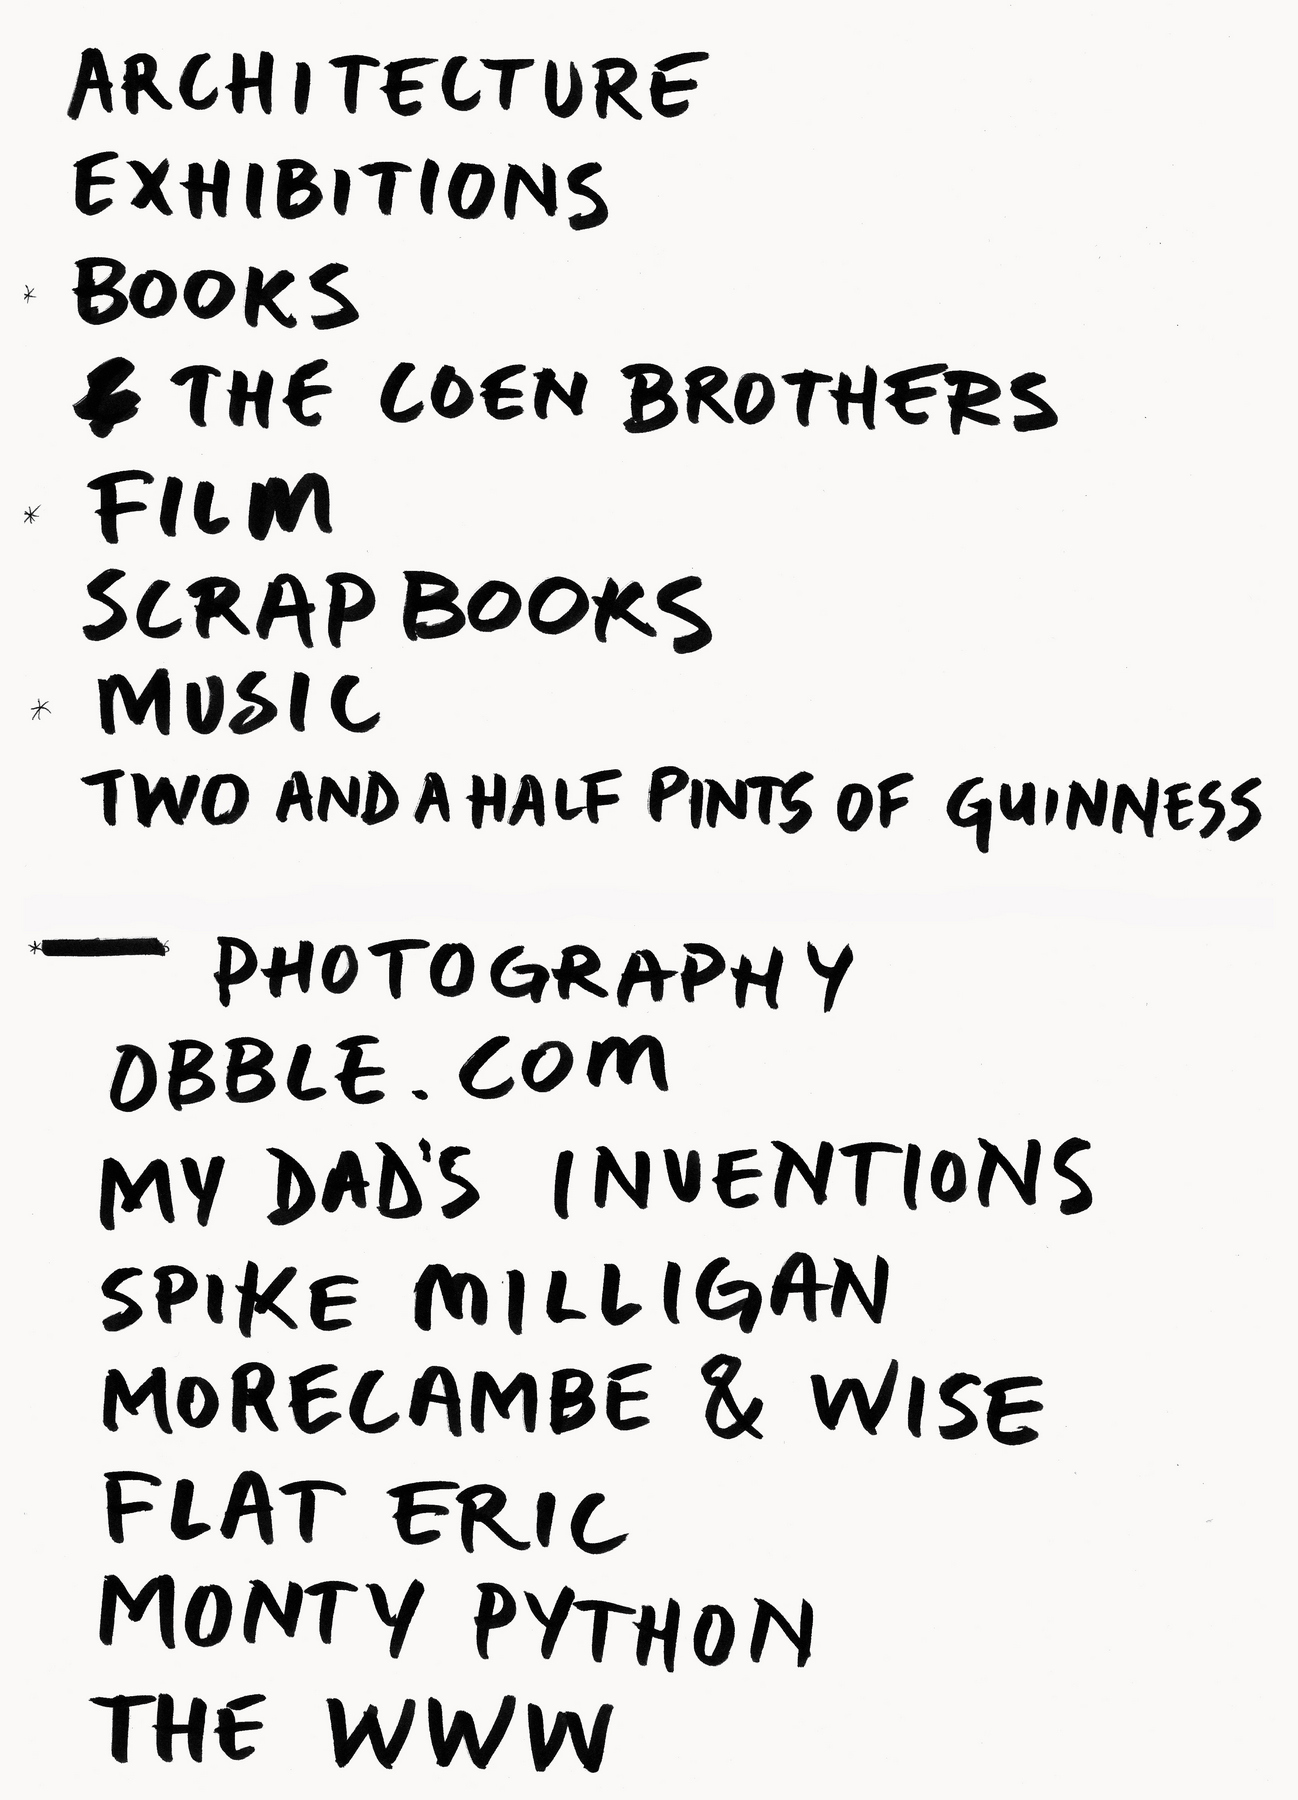 ARCHITECTURE
EXHIBITIONS
* BOOKS
& THE COEN BROTHERS
* FILM
SCRAPBOOKS
* MUSIC
TWO AND A HALF PINTS OF GUINNESS
* PHOTOGRAPHY
OBBLE.COM
MY DAD'S INVENTIONS
SPIKE MILLIGAN
MORECAMBE & WISE
FLAT ERIC
MONTY PYTHON
THE WWW